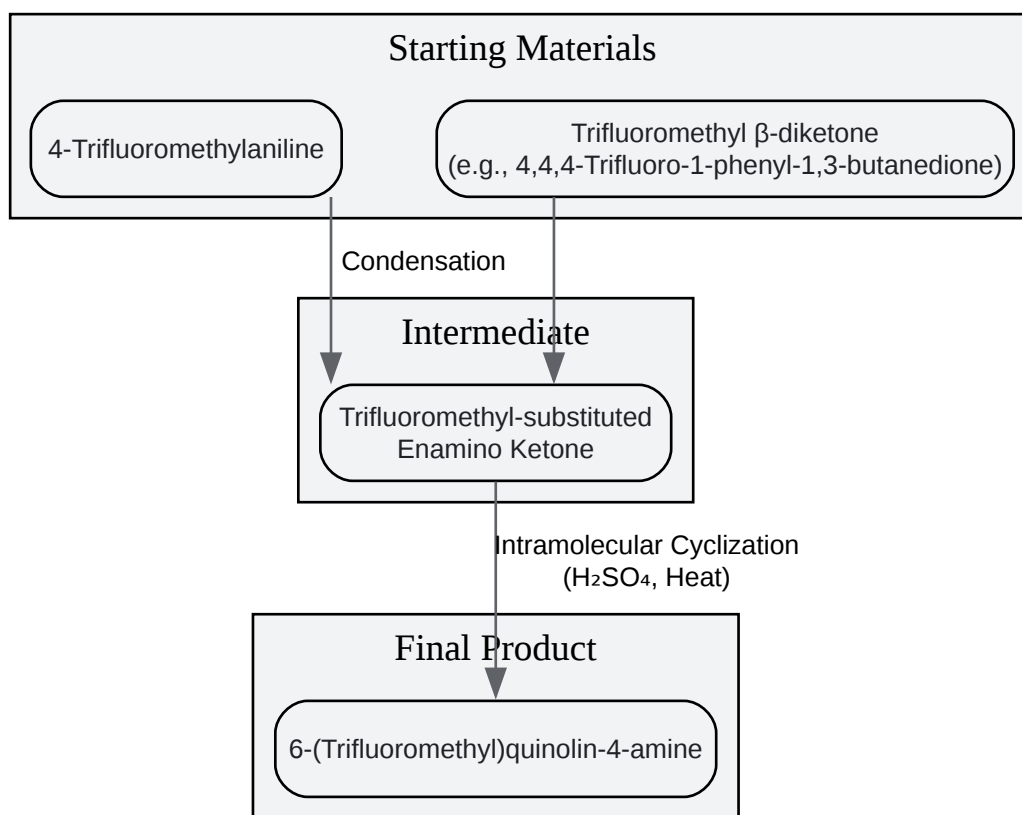 Starting Materials
4-Trifluoromethylaniline
Trifluoromethyl β-diketone
(e.g., 4,4,4-Trifluoro-1-phenyl-1,3-butanedione)
Condensation
Intermediate
Trifluoromethyl-substituted
Enamino Ketone
Intramolecular Cyclization
(H₂SO₄, Heat)
Final Product
6-(Trifluoromethyl)quinolin-4-amine